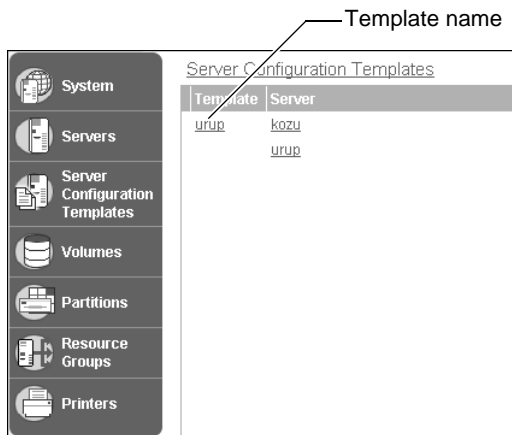 Template name
System
Servers
Server
Configuration
Templates
Volumes
Partitions
Resource
Groups
Printers
Server Configuration Templates
Template Server
urup kozu
urup